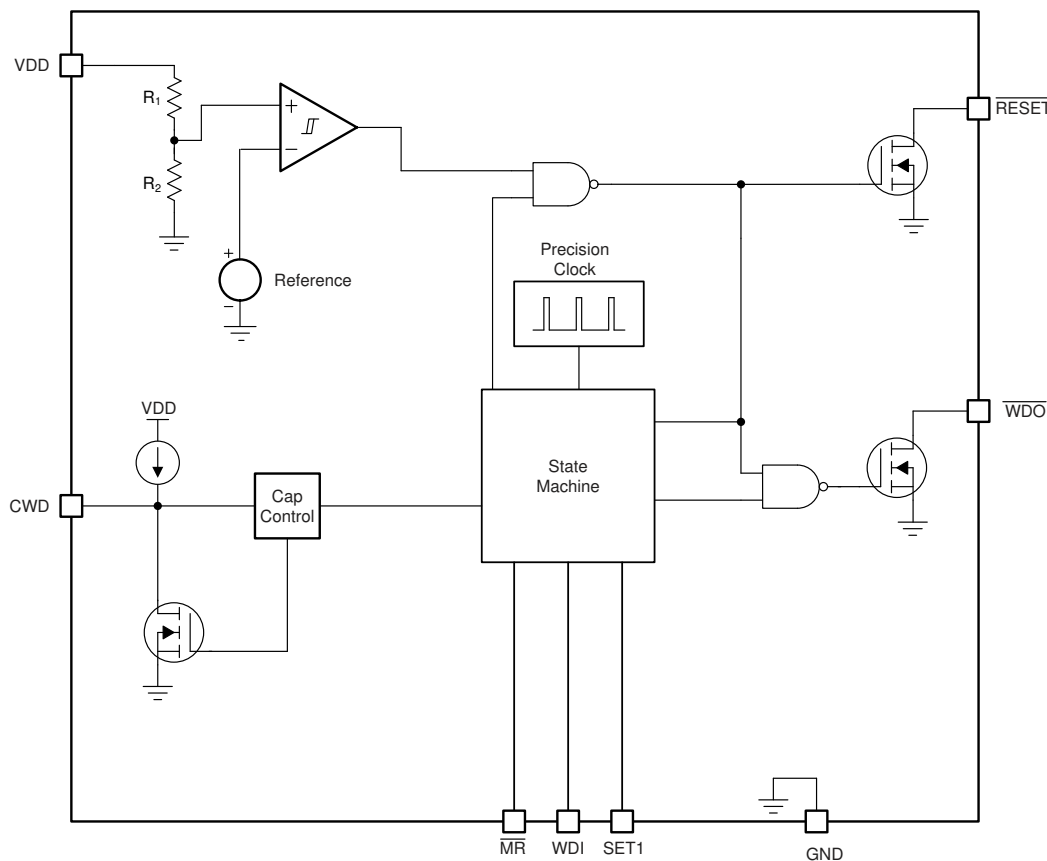 VDD
R1
R2
+
−
+
−
Reference
RESET
Precision
Clock
VDD
WDO
State
Machine
CWD
Cap
Control
MR
WDI
SET1
GND